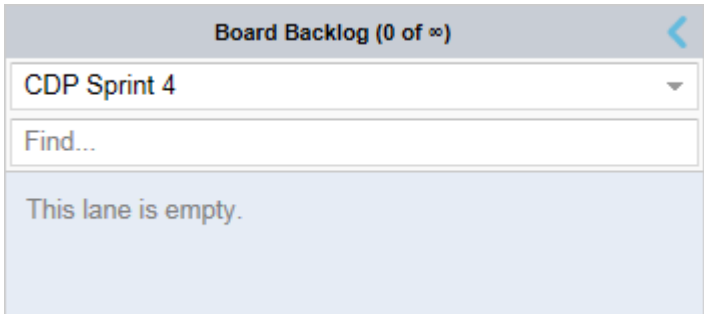 Board Backlog (0 of ∞)
CDP Sprint 4
Find...
This lane is empty.